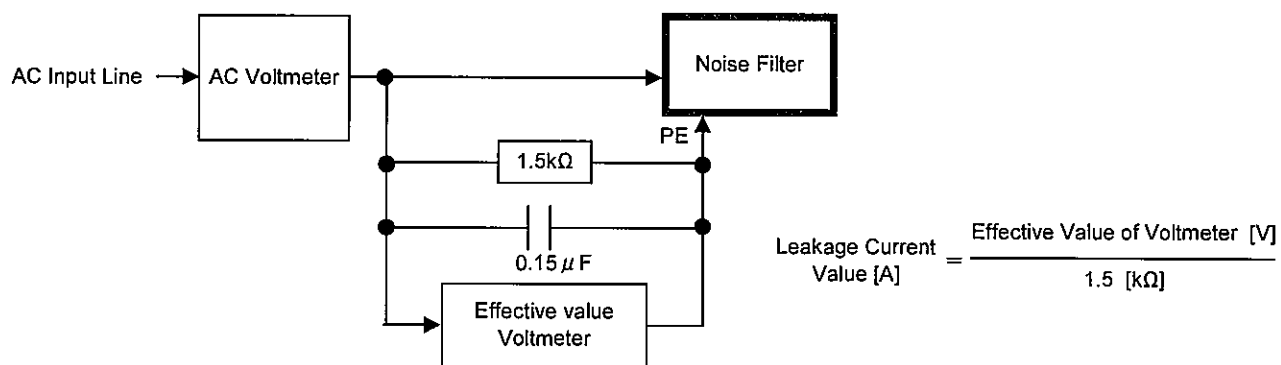 AC Input Line
AC Voltmeter
Noise Filter
PE
1.5kΩ
0.15 μ F
Effective value
Voltmeter
Leakage Current
Value [A]
=
Effective Value of Voltmeter [V]
1.5 [kΩ]